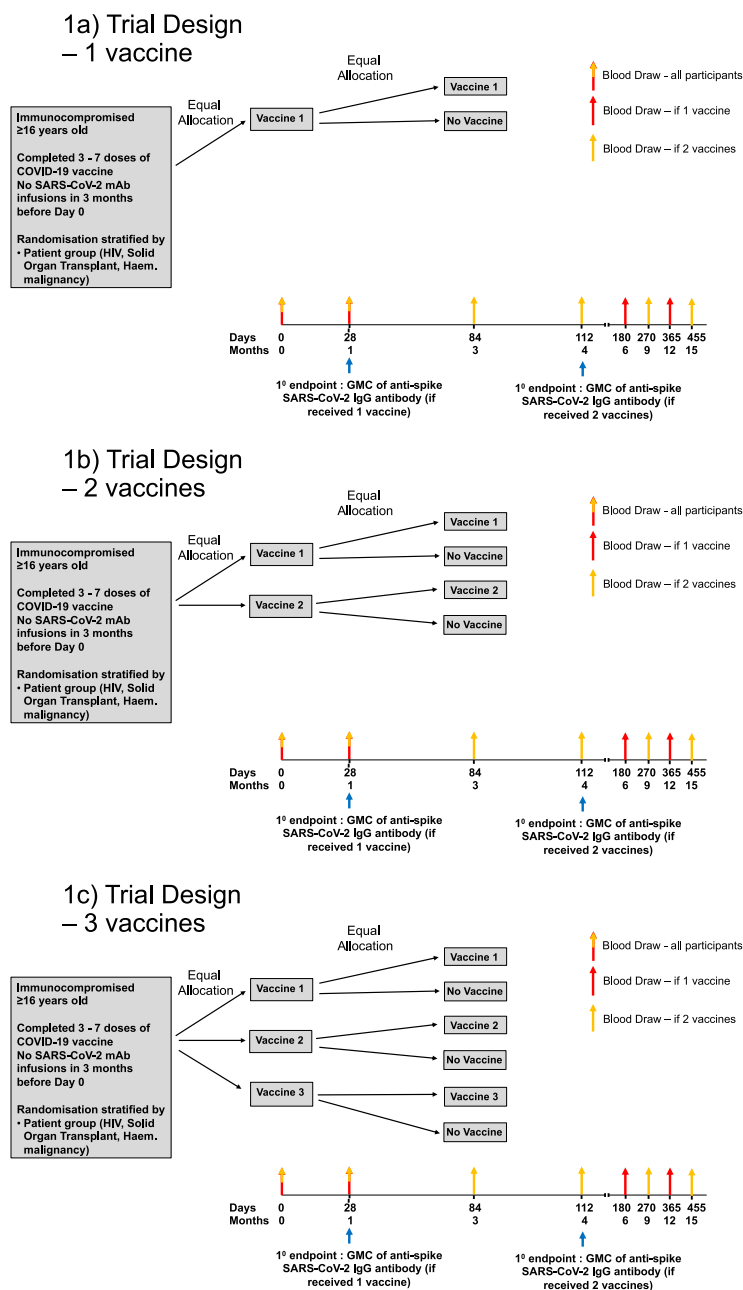 1a) Trial Design
– 1 vaccine
Equal
Allocation
Equal
Allocation
Immunocompromised
≥16 years old
Completed 3 - 7 doses of
COVID-19 vaccine
No SARS-CoV-2 mAb
infusions in 3 months
before Day 0
Randomisation stratified by
• Patient group (HIV, Solid
Organ Transplant, Haem.
malignancy)
Vaccine 1
Vaccine 1
No Vaccine
Blood Draw - all participants
Blood Draw – if 1 vaccine
Blood Draw – if 2 vaccines
Days 0 28 84 112 180 270 365 455
Months 0 1 3 4 6 9 12 15
1⁰ endpoint : GMC of anti-spike
SARS-CoV-2 IgG antibody (if
received 1 vaccine)
1⁰ endpoint : GMC of anti-spike
SARS-CoV-2 IgG antibody (if
received 2 vaccines)
1b) Trial Design
– 2 vaccines
Equal
Allocation
Equal
Allocation
Immunocompromised
≥16 years old
Completed 3 - 7 doses of
COVID-19 vaccine
No SARS-CoV-2 mAb
infusions in 3 months
before Day 0
Randomisation stratified by
• Patient group (HIV, Solid
Organ Transplant, Haem.
malignancy)
Vaccine 1
Vaccine 2
Vaccine 1
No Vaccine
Vaccine 2
No Vaccine
Blood Draw - all participants
Blood Draw – if 1 vaccine
Blood Draw – if 2 vaccines
Days 0 28 84 112 180 270 365 455
Months 0 1 3 4 6 9 12 15
1⁰ endpoint : GMC of anti-spike
SARS-CoV-2 IgG antibody (if
received 1 vaccine)
1⁰ endpoint : GMC of anti-spike
SARS-CoV-2 IgG antibody (if
received 2 vaccines)
1c) Trial Design
– 3 vaccines
Equal
Allocation
Equal
Allocation
Immunocompromised
≥16 years old
Completed 3 - 7 doses of
COVID-19 vaccine
No SARS-CoV-2 mAb
infusions in 3 months
before Day 0
Randomisation stratified by
• Patient group (HIV, Solid
Organ Transplant, Haem.
malignancy)
Vaccine 1
Vaccine 2
Vaccine 3
Vaccine 1
No Vaccine
Vaccine 2
No Vaccine
Vaccine 3
No Vaccine
Blood Draw - all participants
Blood Draw – if 1 vaccine
Blood Draw – if 2 vaccines
Days 0 28 84 112 180 270 365 455
Months 0 1 3 4 6 9 12 15
1⁰ endpoint : GMC of anti-spike
SARS-CoV-2 IgG antibody (if
received 1 vaccine)
1⁰ endpoint : GMC of anti-spike
SARS-CoV-2 IgG antibody (if
received 2 vaccines)